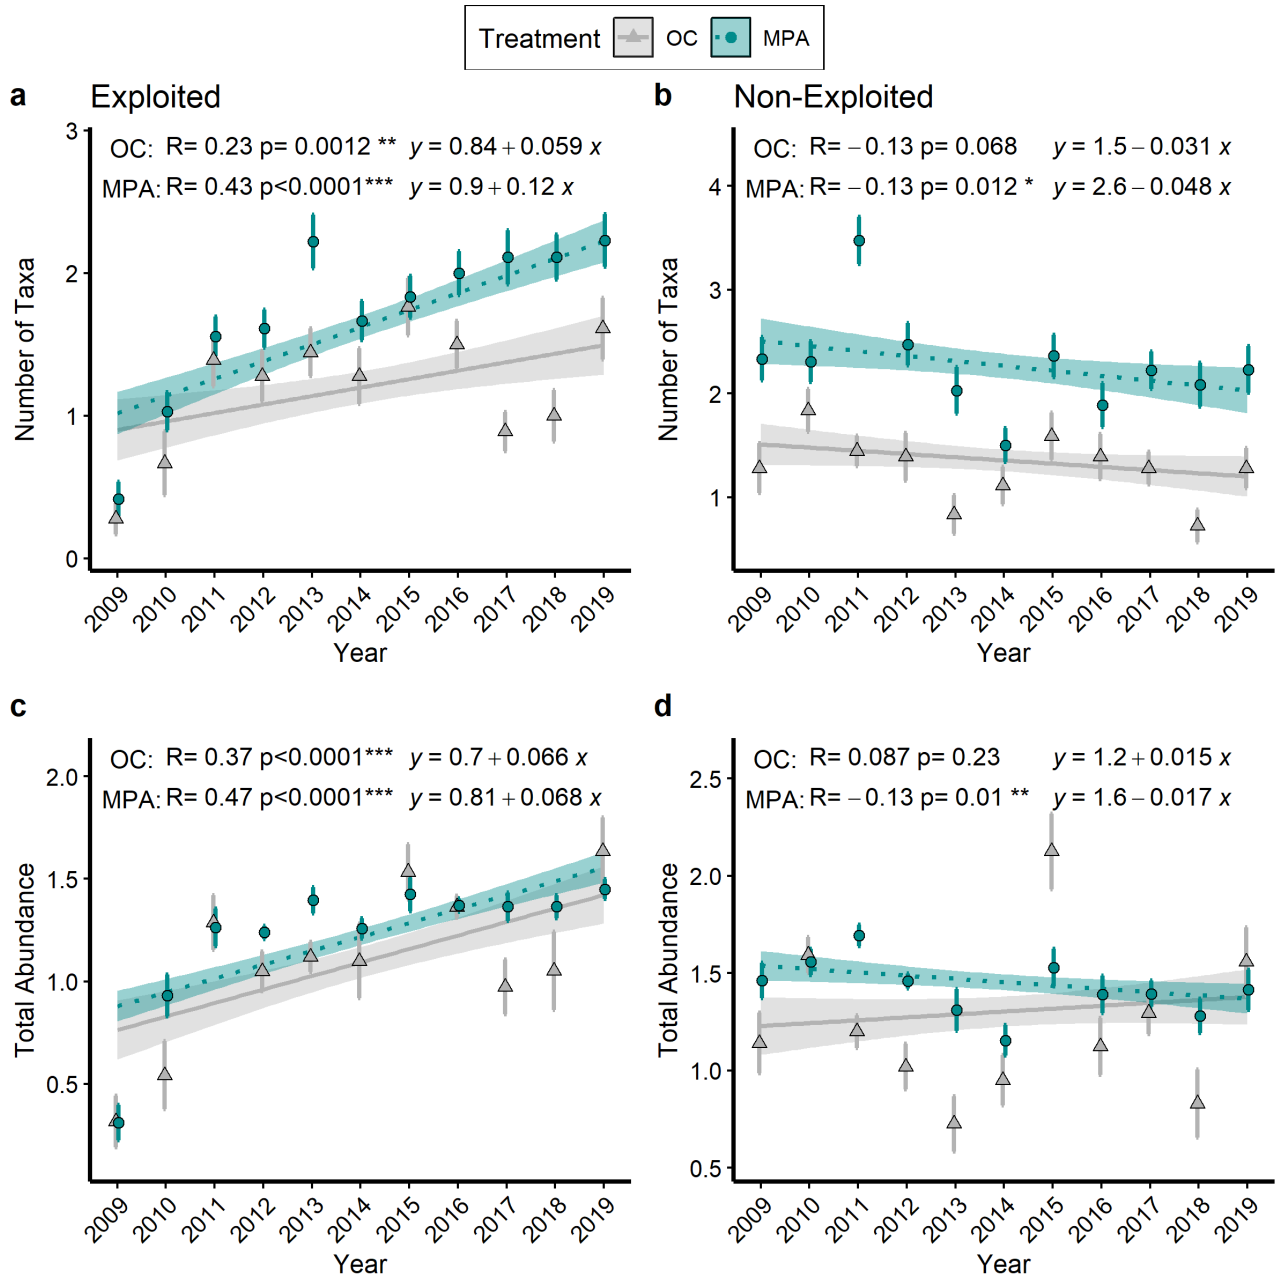 Treatment OC MPA
a Exploited
OC: R= 0.23 p= 0.0012 ** y = 0.84 + 0.059 x
MPA: R= 0.43 p<0.0001*** y = 0.9 + 0.12 x
3
2
1
0
Number of Taxa
2009 2010 2011 2012 2013 2014 2015 2016 2017 2018 2019
Year
b Non-Exploited
OC: R= −0.13 p= 0.068 y = 1.5 − 0.031 x
MPA: R= −0.13 p= 0.012 * y = 2.6 − 0.048 x
4
3
2
1
Number of Taxa
2009 2010 2011 2012 2013 2014 2015 2016 2017 2018 2019
Year
c
OC: R= 0.37 p<0.0001*** y = 0.7 + 0.066 x
MPA: R= 0.47 p<0.0001*** y = 0.81 + 0.068 x
2.0
1.5
1.0
0.5
Total Abundance
2009 2010 2011 2012 2013 2014 2015 2016 2017 2018 2019
Year
d
OC: R= 0.087 p= 0.23 y = 1.2 + 0.015 x
MPA: R= −0.13 p= 0.01 ** y = 1.6 − 0.017 x
2.5
2.0
1.5
1.0
0.5
Total Abundance
2009 2010 2011 2012 2013 2014 2015 2016 2017 2018 2019
Year